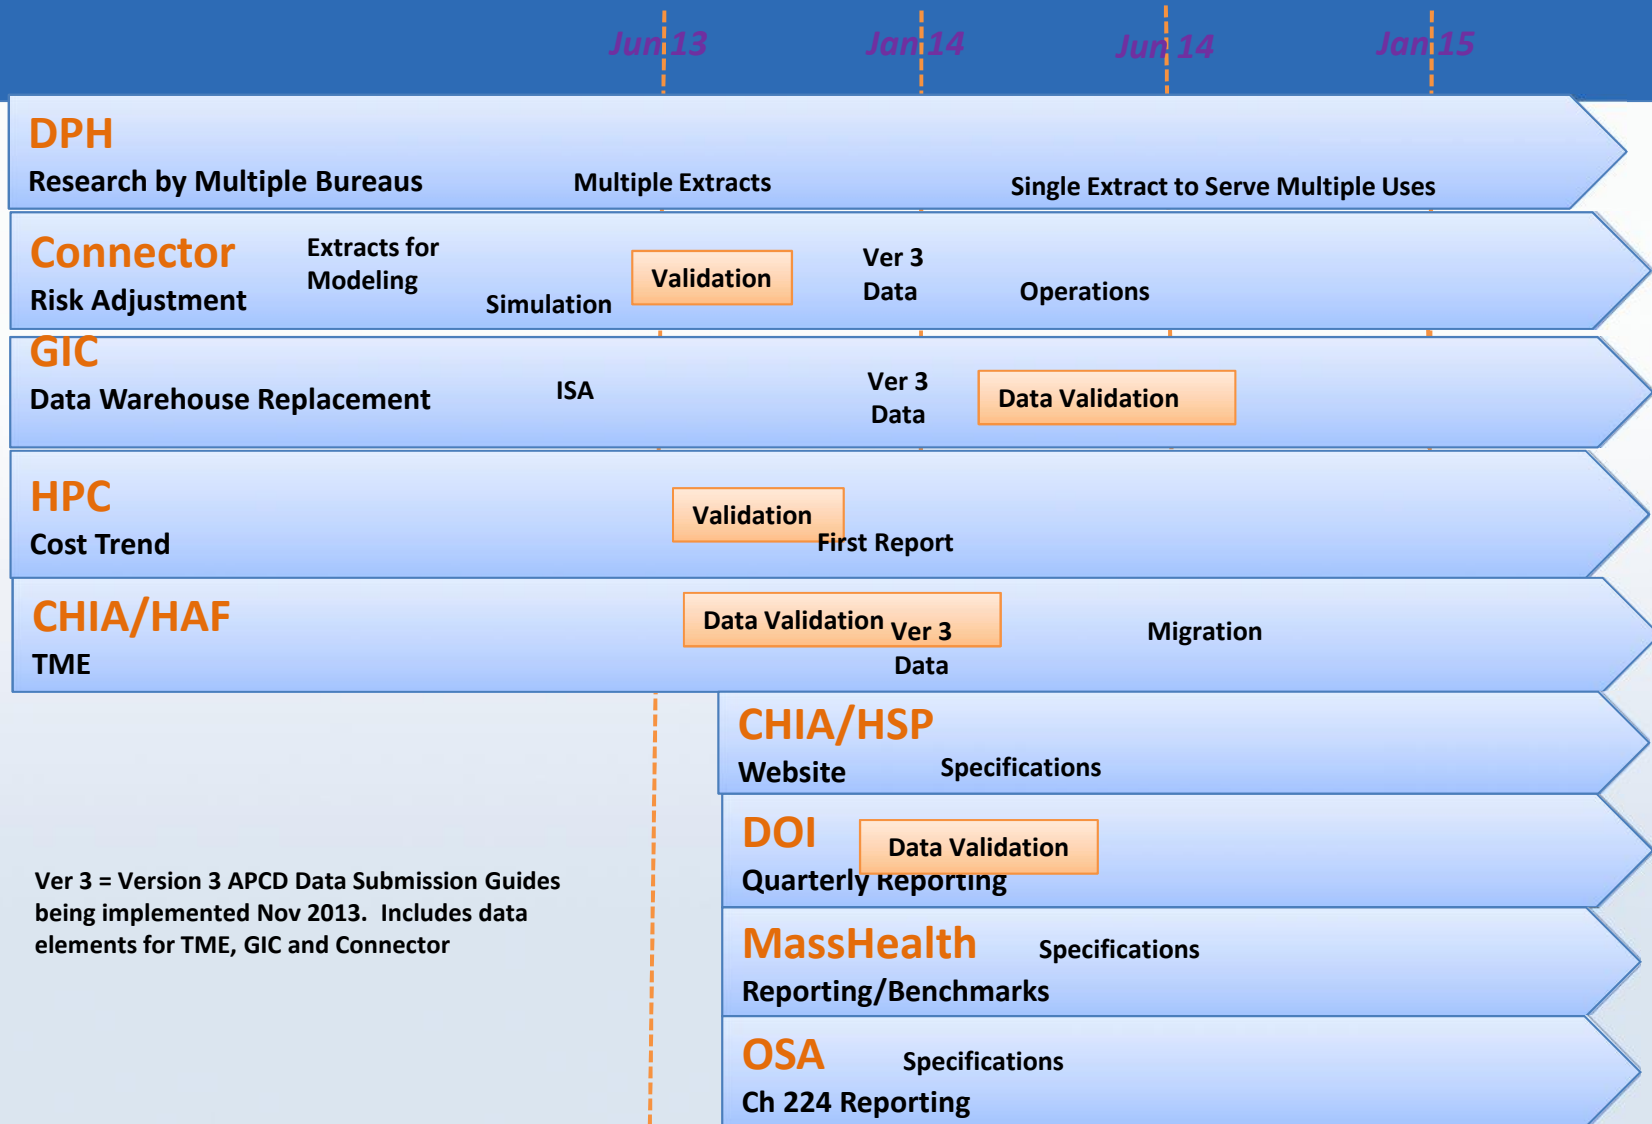 Jun 13
Jan 14
Jun 14
Jan 15
DPH
Research by Multiple Bureaus
Multiple Extracts
Single Extract to Serve Multiple Uses
Connector
Risk Adjustment
Extracts for
Modeling
Simulation
Validation
Ver 3
Data
Operations
GIC
Data Warehouse Replacement
ISA
Ver 3
Data
Data Validation
HPC
Cost Trend
Validation
First Report
CHIA/HAF
TME
Data Validation
Ver 3
Data
Migration
CHIA/HSP
Website
Specifications
DOI
Quarterly Reporting
Data Validation
MassHealth
Reporting/Benchmarks
Specifications
OSA
Ch 224 Reporting
Specifications
Ver 3 = Version 3 APCD Data Submission Guides
being implemented Nov 2013.  Includes data
elements for TME, GIC and Connector